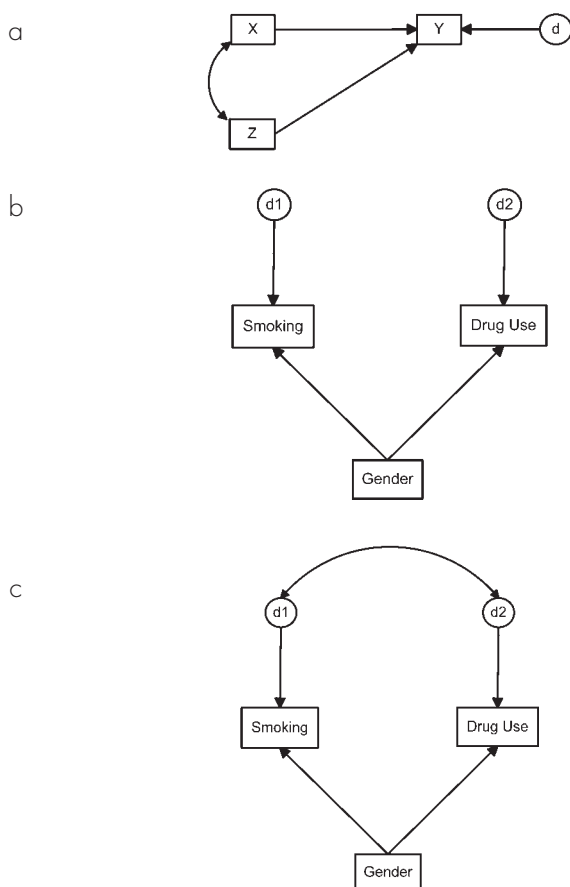 a
X
Y
d
Z
b
d1
d2
Smoking
Drug Use
Gender
c
d1
d2
Smoking
Drug Use
Gender